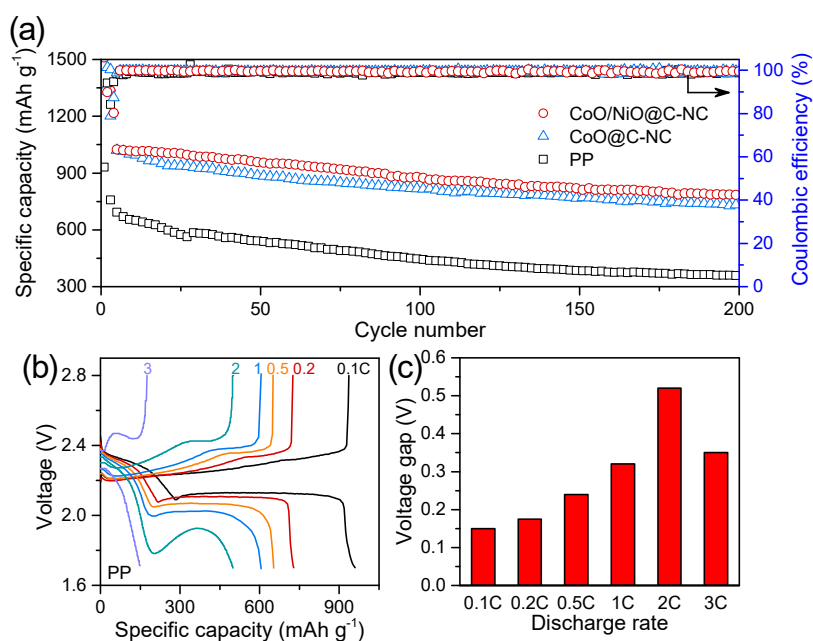 (a)
1500
1200
900
600
300
Specific capacity (mAh g⁻¹)
100
80
60
40
20
0
Coulombic efficiency (%)
CoO/NiO@C-NC
CoO@C-NC
PP
0 50 100 150 200
Cycle number
(b)
2.8
2.4
2.0
1.6
Voltage (V)
3 2 1 0.5 0.2 0.1C
PP
0 300 600 900
Specific capacity (mAh g⁻¹)
(c)
0.6
0.5
0.4
0.3
0.2
0.1
0.0
Voltage gap (V)
0.1C 0.2C 0.5C 1C 2C 3C
Discharge rate